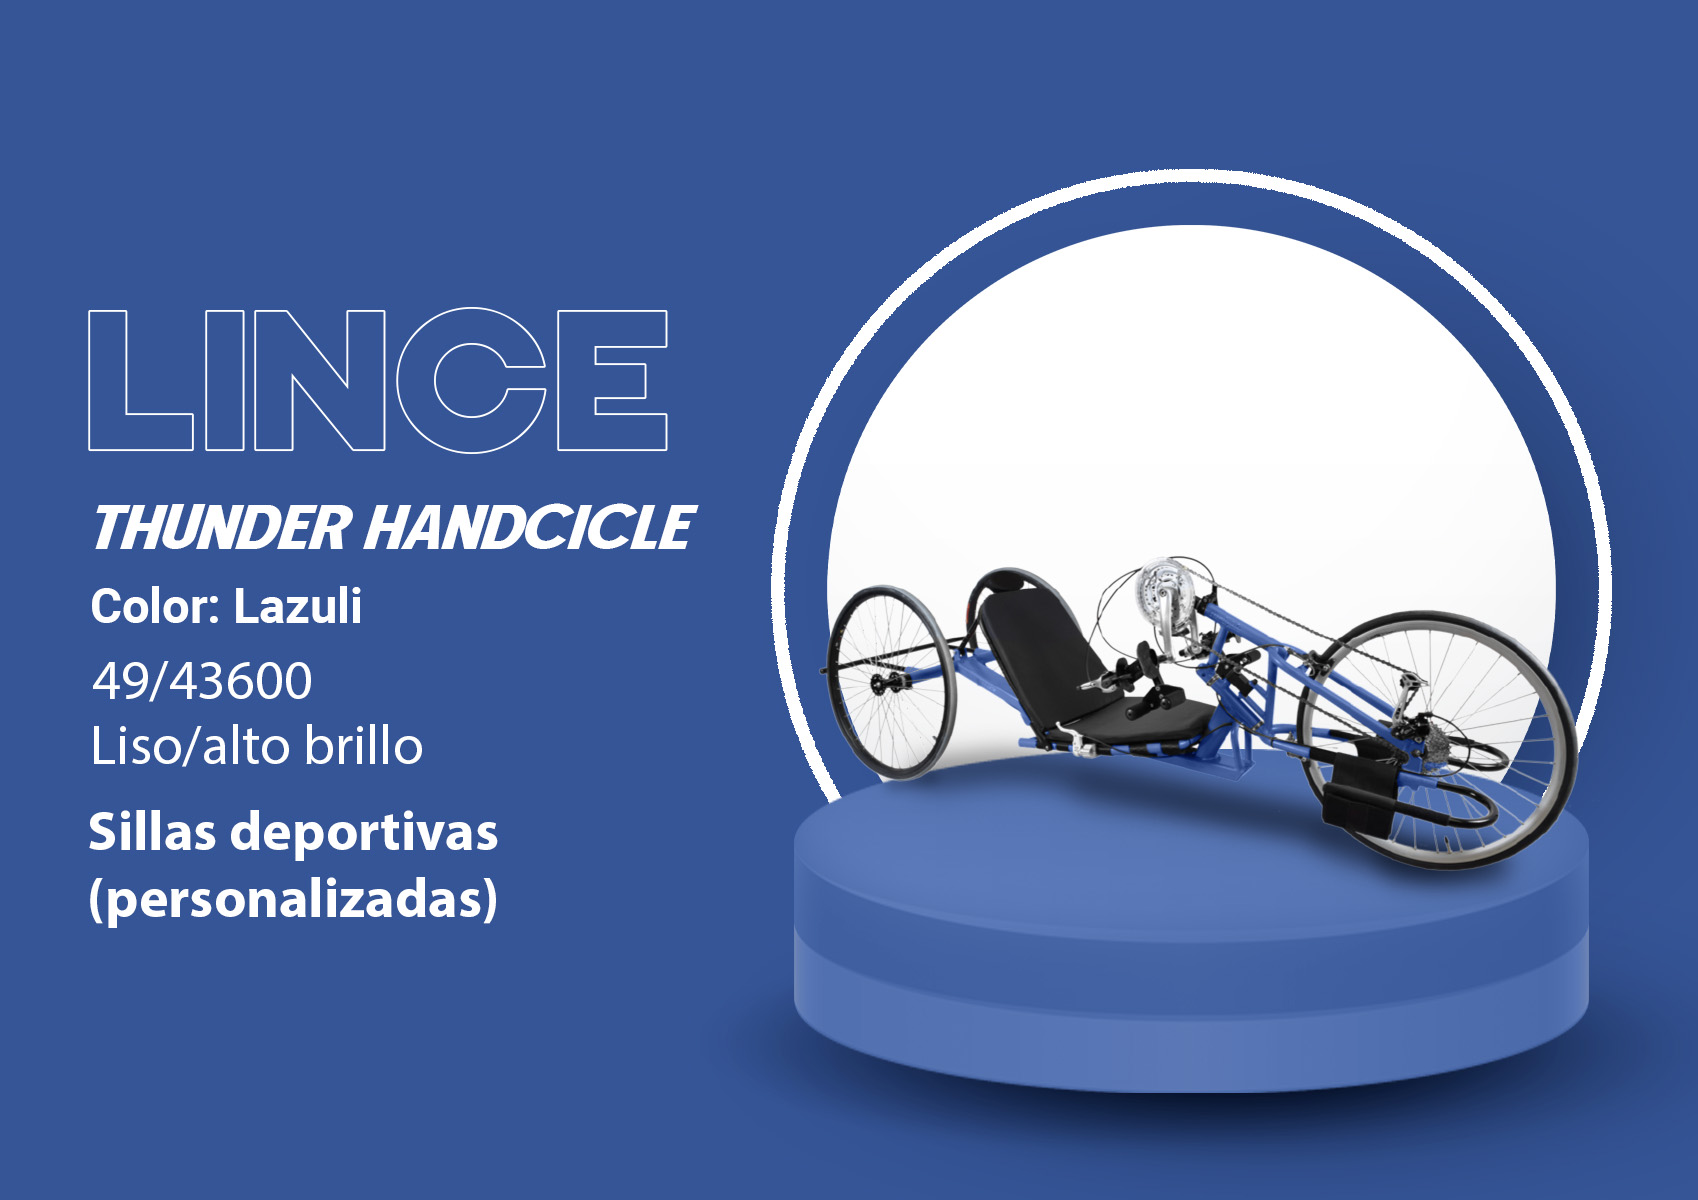 LINCE
THUNDER HANDCICLE
Color: Lazuli
49/43600
Liso/alto brillo
Sillas deportivas
(personalizadas)